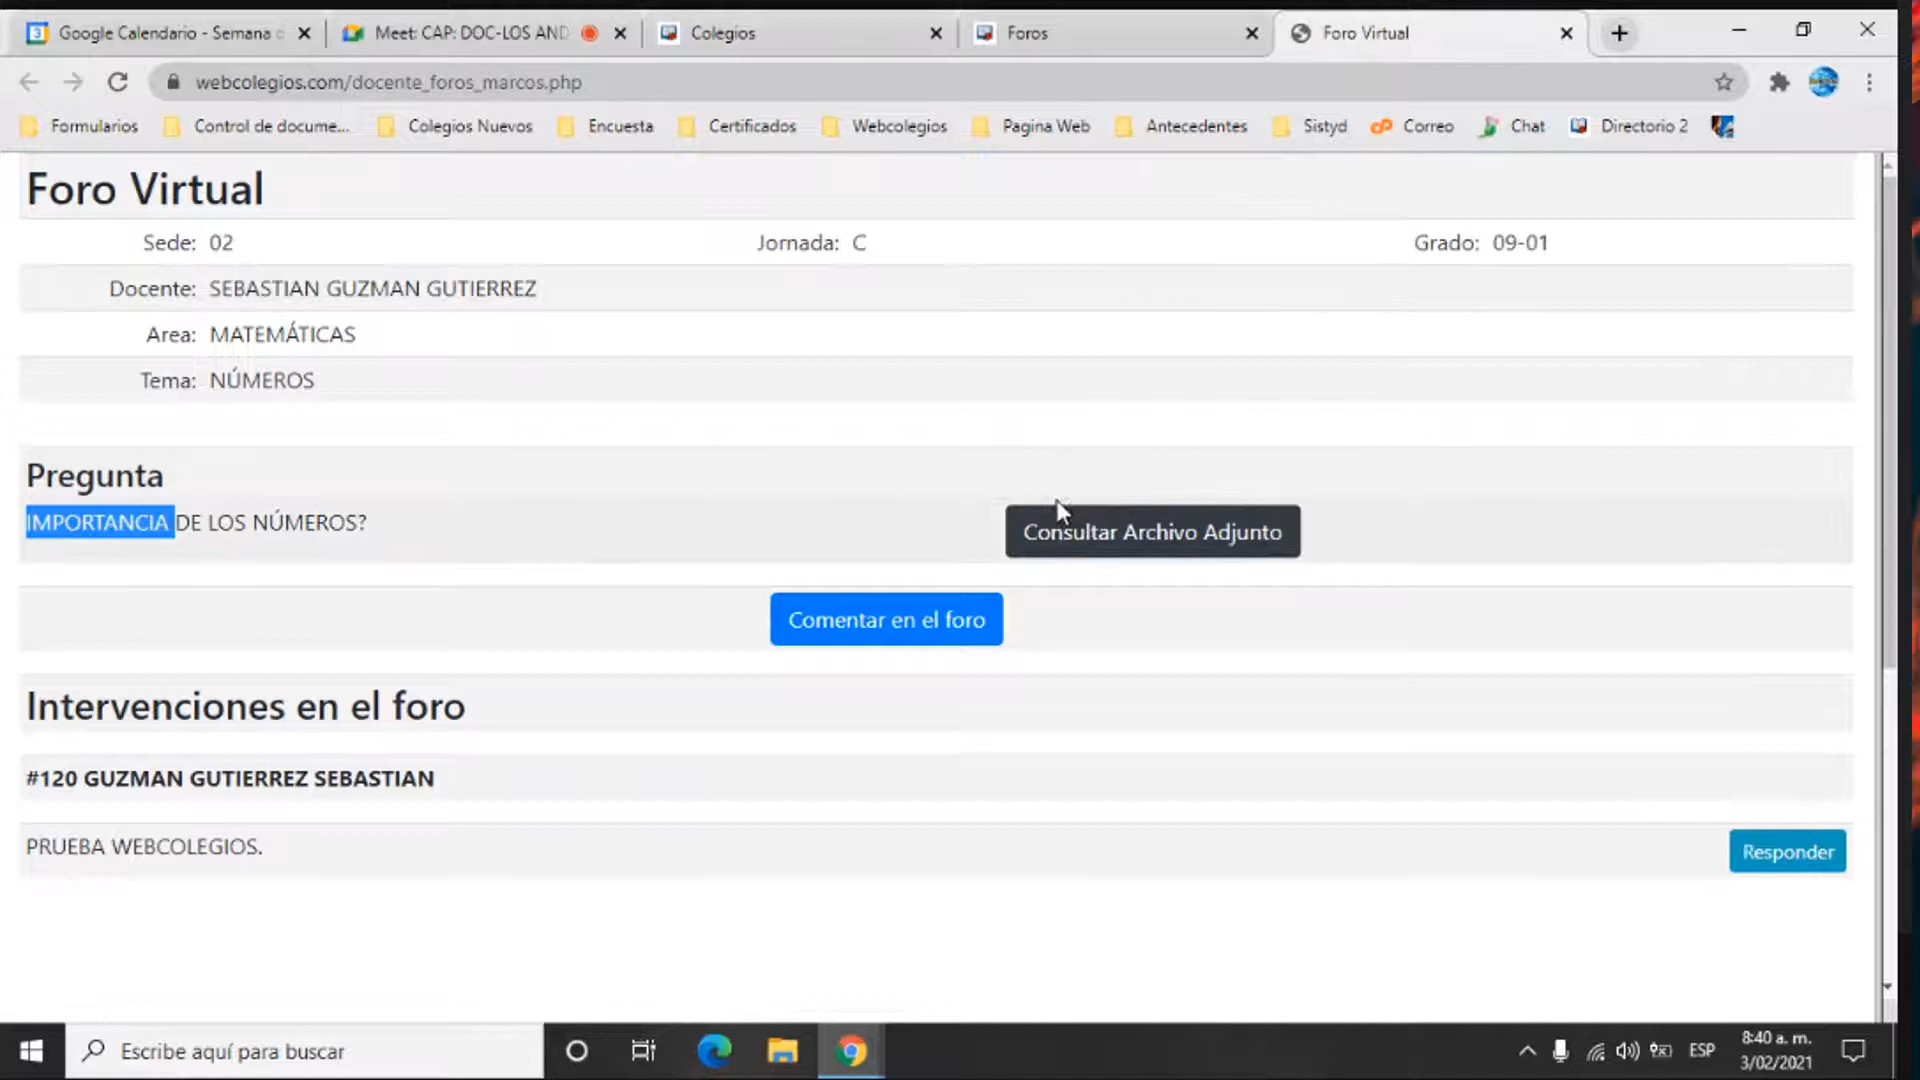 Google Calendario - Semana
Meet: CAP: DOC-LOS AND
Colegios
Foros
Foro Virtual
webcolegios.com/docente_foros_marcos.php
Formularios
Control de docume...
Colegios Nuevos
Encuesta
Certificados
Webcolegios
Pagina Web
Antecedentes
Sistyd
Correo
Chat
Directorio 2
Foro Virtual
Sede: 02
Jornada: C
Grado: 09-01
Docente: SEBASTIAN GUZMAN GUTIERREZ
Area: MATEMÁTICAS
Tema: NÚMEROS
Pregunta
IMPORTANCIA DE LOS NÚMEROS?
Consultar Archivo Adjunto
Comentar en el foro
Intervenciones en el foro
#120 GUZMAN GUTIERREZ SEBASTIAN
PRUEBA WEBCOLEGIOS.
Responder
Escribe aquí para buscar
ESP
8:40 a. m.
3/02/2021